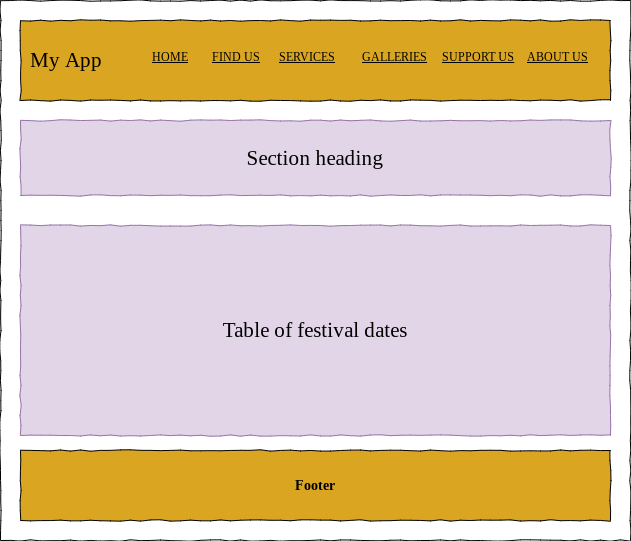 My App HOME FIND US SERVICES GALLERIES SUPPORT US ABOUT US
Section heading
Table of festival dates
Footer